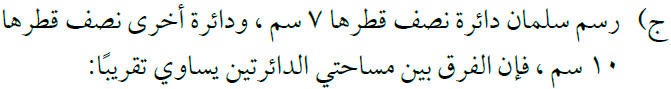 ج) رسم سلمان دائرة نصف قطرها ٧ سم ، ودائرة أخرى نصف قطرها
١٠ سم ، فإن الفرق بين مساحتي الدائرتين يساوي تقريبًا: